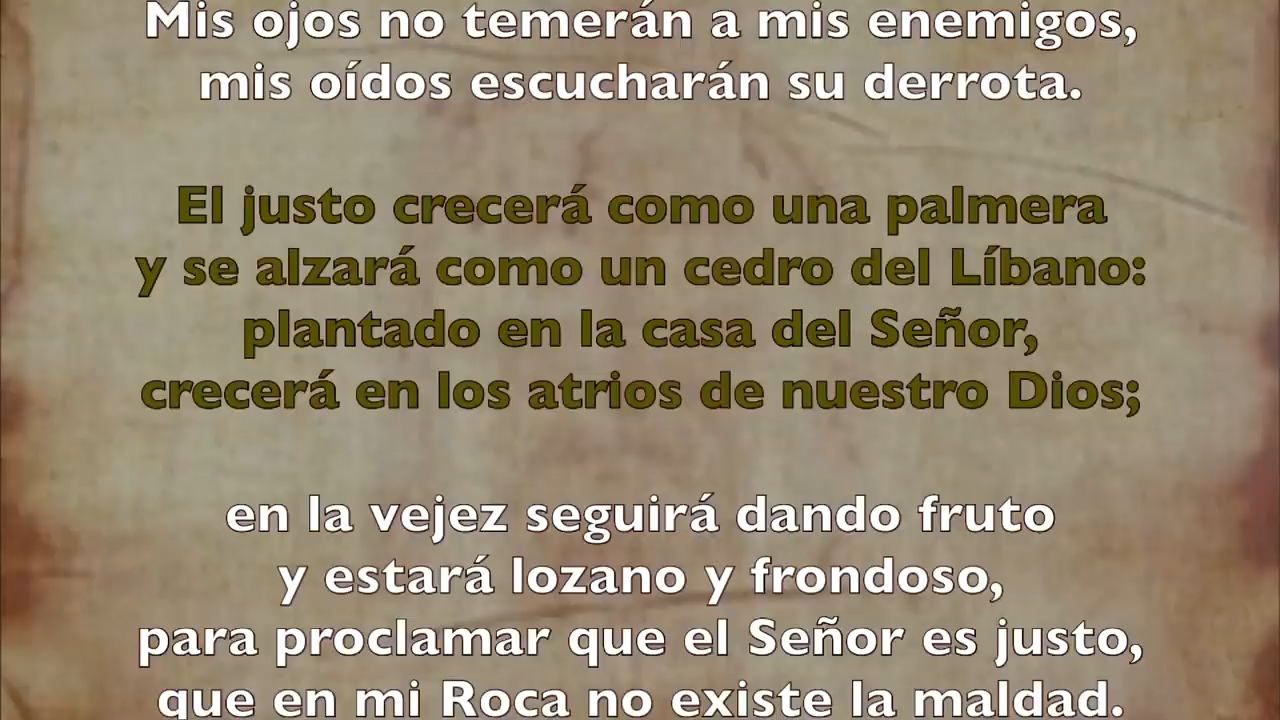 Mis ojos no temerán a mis enemigos,
mis oídos escucharán su derrota.
El justo crecerá como una palmera
y se alzará como un cedro del Líbano:
plantado en la casa del Señor,
crecerá en los atrios de nuestro Dios;
en la vejez seguirá dando fruto
y estará lozano y frondoso,
para proclamar que el Señor es justo,
que en mi Roca no existe la maldad.